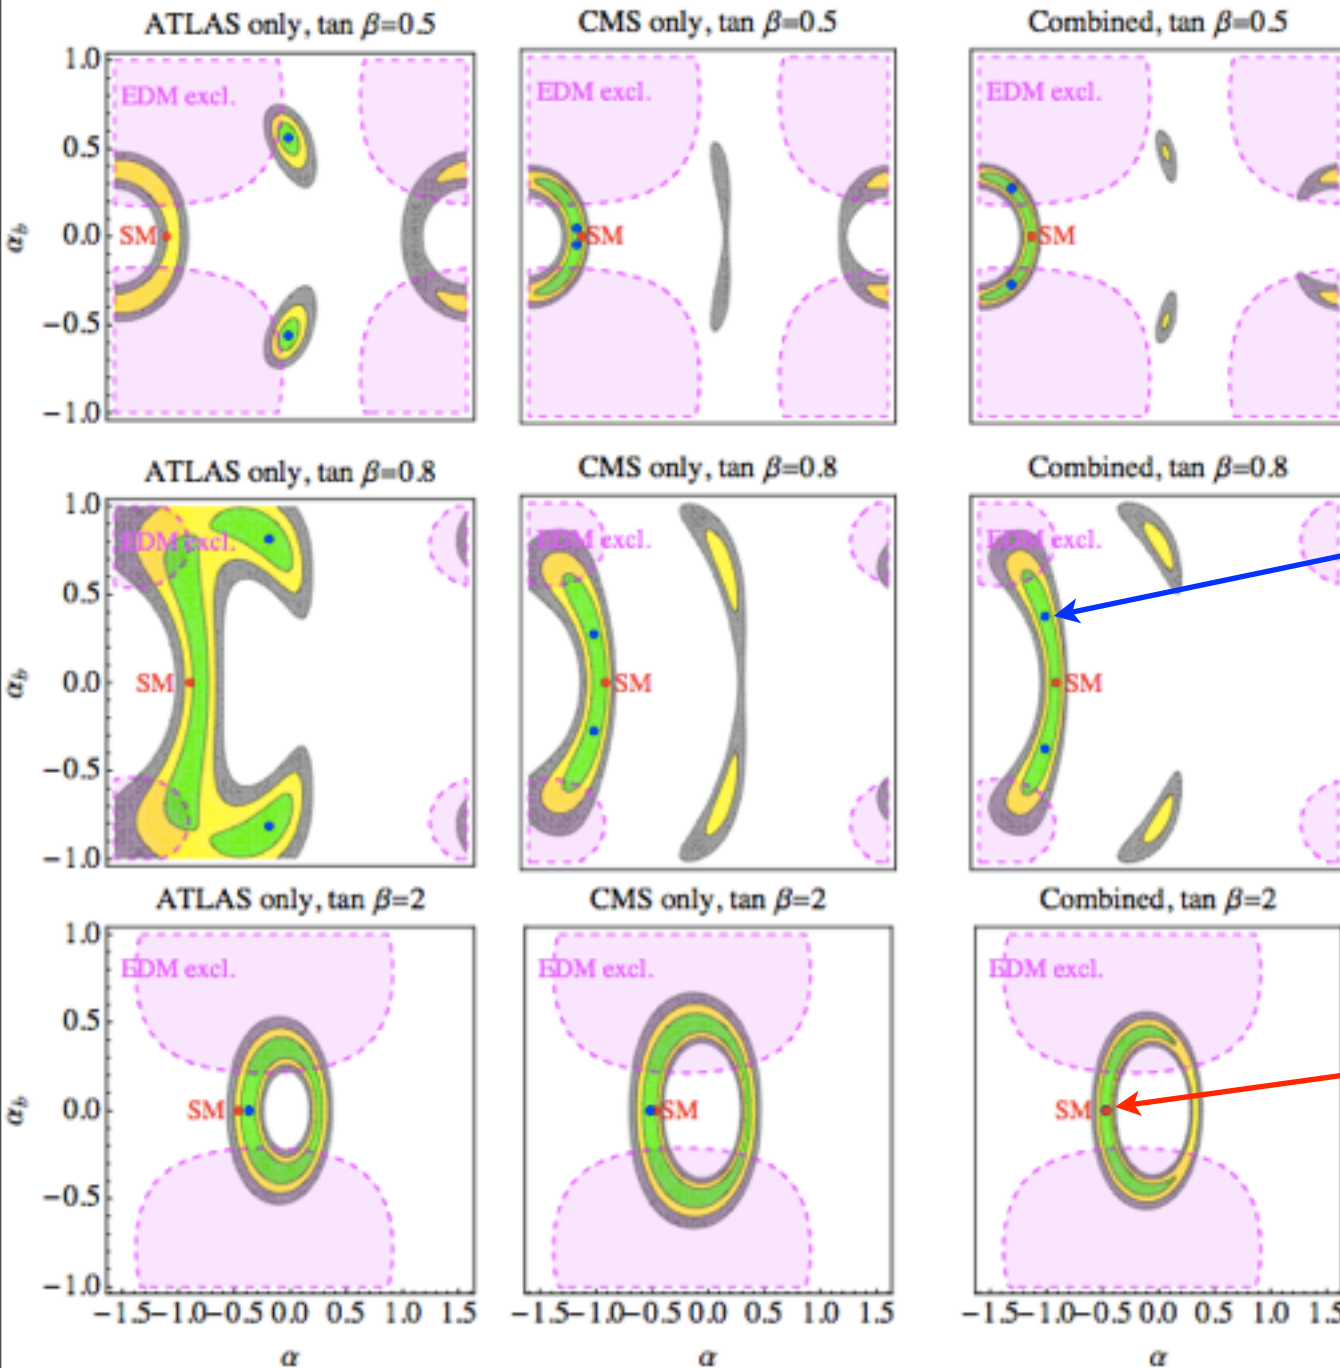 ATLAS only, tan β=0.5 CMS only, tan β=0.5 Combined, tan β=0.5
1.0
EDM excl. EDM excl. EDM excl.
0.5
α_b 0.0 SM SM SM
−0.5
−1.0
ATLAS only, tan β=0.8 CMS only, tan β=0.8 Combined, tan β=0.8
1.0
EDM excl. EDM excl. EDM excl.
0.5
α_b 0.0 SM SM SM
−0.5
−1.0
ATLAS only, tan β=2 CMS only, tan β=2 Combined, tan β=2
1.0
EDM excl. EDM excl. EDM excl.
0.5
α_b 0.0 SM SM SM
−0.5
−1.0
−1.5 −1.0 −0.5 0.0 0.5 1.0 1.5 −1.5 −1.0 −0.5 0.0 0.5 1.0 1.5 −1.5 −1.0 −0.5 0.0 0.5 1.0 1.5
α α α